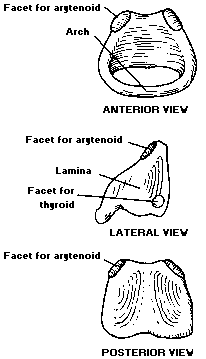 Facet for arytenoid
Arch
ANTERIOR VIEW
Facet for arytenoid
Lamina
Facet for
thyroid
LATERAL VIEW
Facet for arytenoid
POSTERIOR VIEW